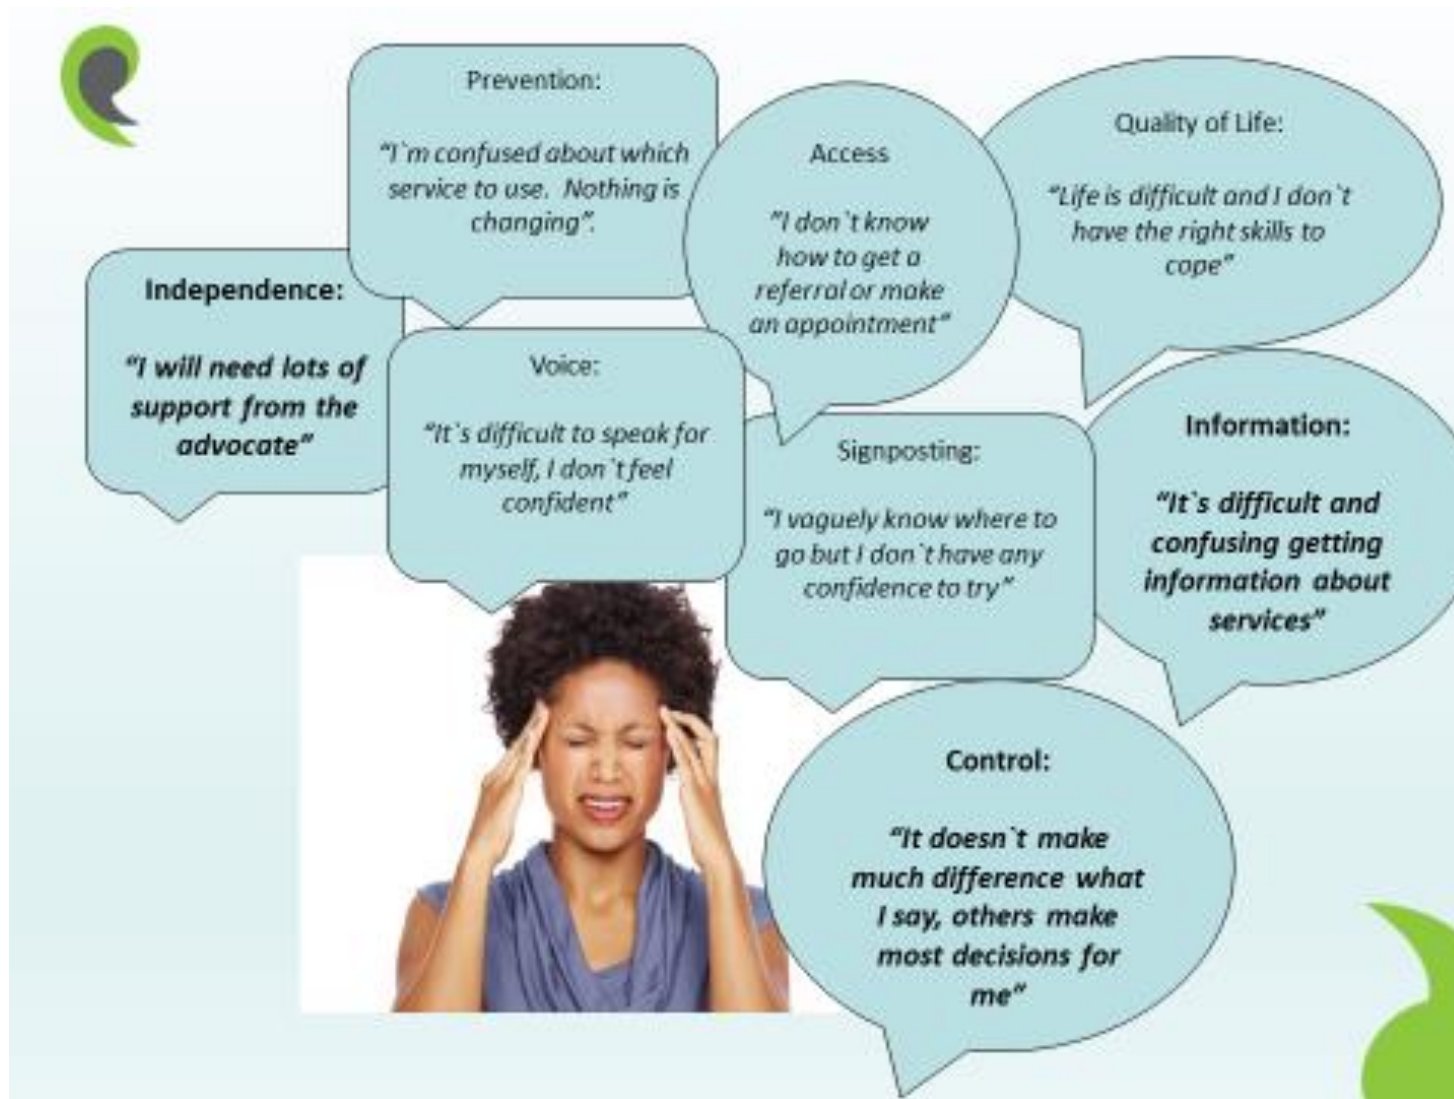 Prevention:
“I`m confused about which
service to use.  Nothing is
changing”.
Access
“I don`t know
how to get a
referral or make
an appointment”
Quality of Life:
“Life is difficult and I don`t
have the right skills to
cope”
Independence:
“I will need lots of
support from the
advocate”
Voice:
“It`s difficult to speak for
myself, I don`t feel
confident”
Signposting:
“I vaguely know where to
go but I don`t have any
confidence to try”
Information:
“It`s difficult and
confusing getting
information about
services”
Control:
“It doesn`t make
much difference what
I say, others make
most decisions for
me”